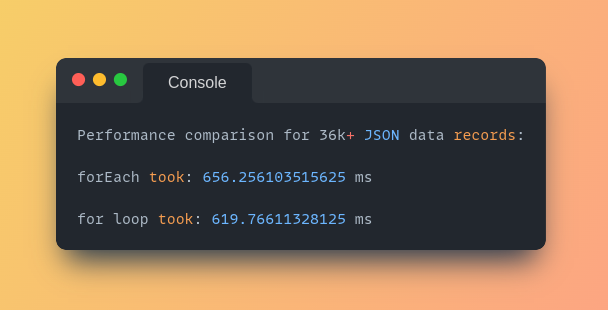 Console
Performance comparison for 36k+ JSON data records:
forEach took: 656.256103515625 ms
for loop took: 619.76611328125 ms